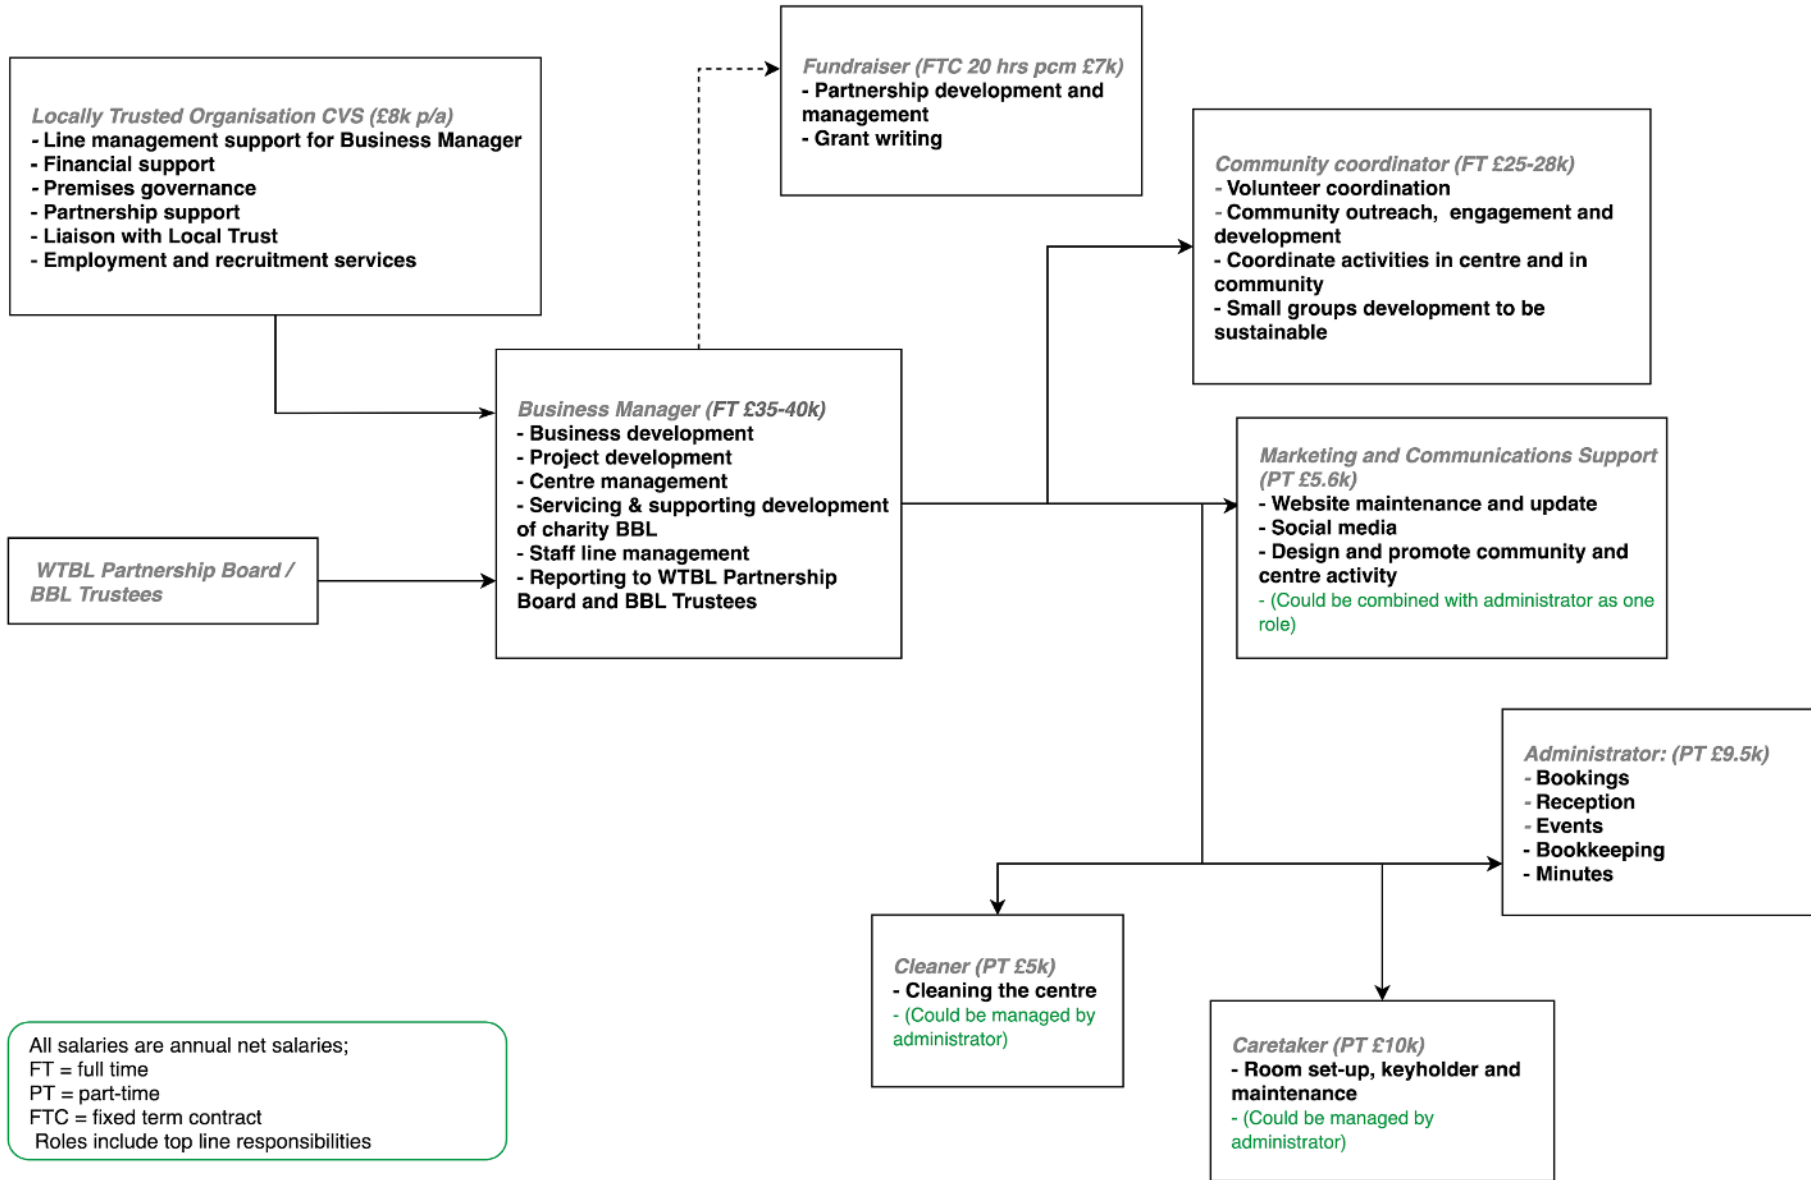 Locally Trusted Organisation CVS (£8k p/a)
- Line management support for Business Manager
- Financial support
- Premises governance
- Partnership support
- Liaison with Local Trust
- Employment and recruitment services
Fundraiser (FTC 20 hrs pcm £7k)
- Partnership development and
management
- Grant writing
Community coordinator (FT £25-28k)
- Volunteer coordination
- Community outreach, engagement and
development
- Coordinate activities in centre and in
community
- Small groups development to be
sustainable
Business Manager (FT £35-40k)
- Business development
- Project development
- Centre management
- Servicing & supporting development
of charity BBL
- Staff line management
- Reporting to WTBL Partnership
Board and BBL Trustees
WTBL Partnership Board /
BBL Trustees
Marketing and Communications Support
(PT £5.6k)
- Website maintenance and update
- Social media
- Design and promote community and
centre activity
- (Could be combined with administrator as one
role)
Administrator: (PT £9.5k)
- Bookings
- Reception
- Events
- Bookkeeping
- Minutes
Cleaner (PT £5k)
- Cleaning the centre
- (Could be managed by
administrator)
Caretaker (PT £10k)
- Room set-up, keyholder and
maintenance
- (Could be managed by
administrator)
All salaries are annual net salaries;
FT = full time
PT = part-time
FTC = fixed term contract
Roles include top line responsibilities